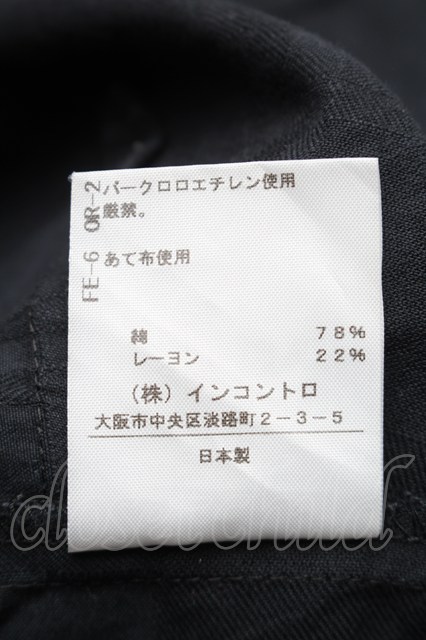 パークロロエチレン使用
厳禁。
OR-2
あて布使用
FE-6
綿 78%
レーヨン 22%
(株)インコントロ
大阪市中央区淡路町2-3-5
日本製
closet child